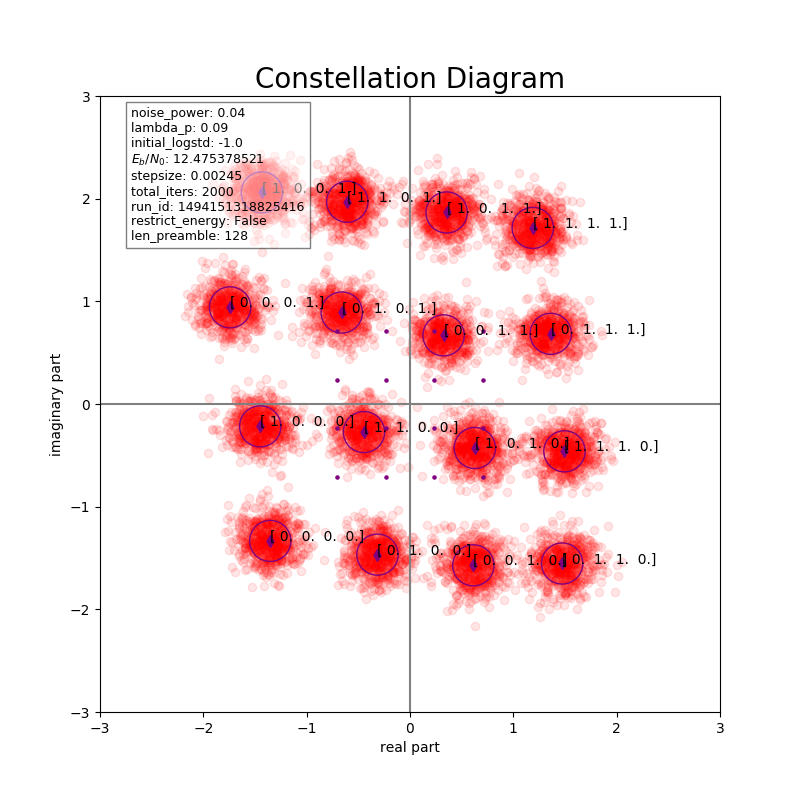 Constellation Diagram
noise_power: 0.04
lambda_p: 0.09
initial_logstd: -1.0
E_b/N_0: 12.475378521
stepsize: 0.00245
total_iters: 2000
run_id: 1494151318825416
restrict_energy: False
len_preamble: 128
[ 1. 0. 0. 1.]
[ 1. 1. 0. 1.]
[ 1. 0. 1. 1.]
[ 1. 1. 1. 1.]
[ 0. 0. 0. 1.]
[ 0. 1. 0. 1.]
[ 0. 0. 1. 1.]
[ 0. 1. 1. 1.]
[ 1. 0. 0. 0.]
[ 1. 1. 0. 0.]
[ 1. 0. 1. 0.]
[ 1. 1. 1. 0.]
[ 0. 0. 0. 0.]
[ 0. 1. 0. 0.]
[ 0. 0. 1. 0.]
[ 0. 1. 1. 0.]
3
2
1
0
−1
−2
−3
imaginary part
−3 −2 −1 0 1 2 3
real part